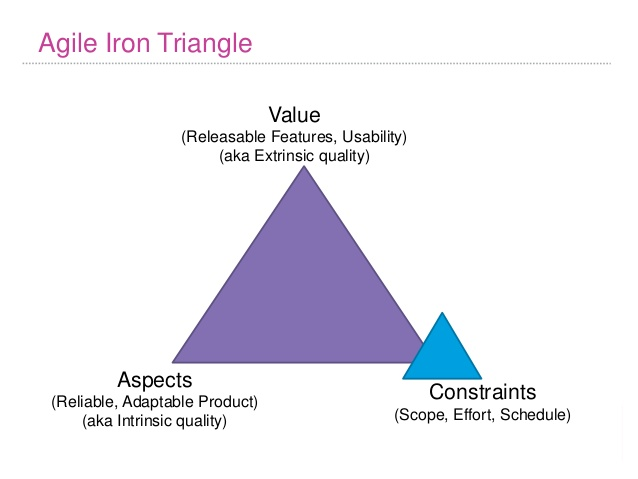 Agile Iron Triangle
Value
(Releasable Features, Usability)
(aka Extrinsic quality)
Aspects
(Reliable, Adaptable Product)
(aka Intrinsic quality)
Constraints
(Scope, Effort, Schedule)